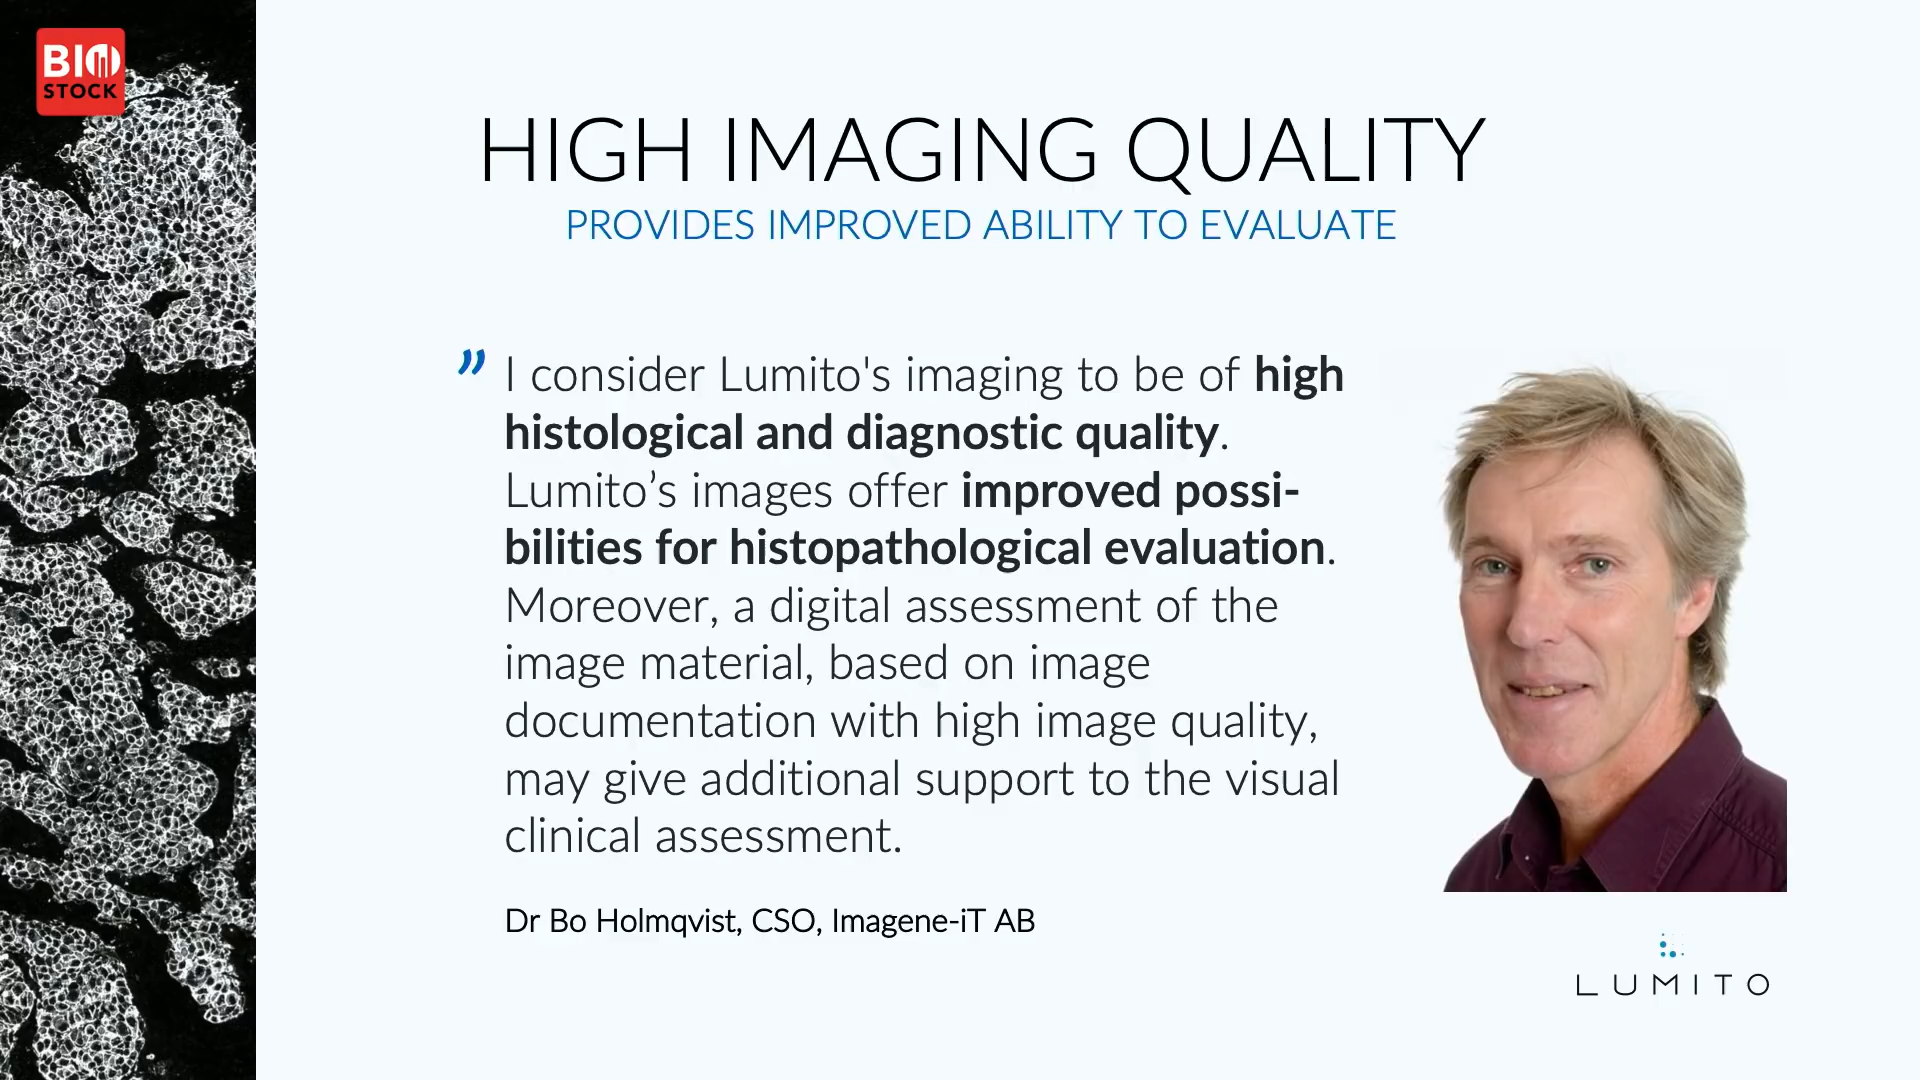 BIO
STOCK
HIGH IMAGING QUALITY
PROVIDES IMPROVED ABILITY TO EVALUATE
” I consider Lumito's imaging to be of high
histological and diagnostic quality.
Lumito’s images offer improved possi-
bilities for histopathological evaluation.
Moreover, a digital assessment of the
image material, based on image
documentation with high image quality,
may give additional support to the visual
clinical assessment.
Dr Bo Holmqvist, CSO, Imagene-iT AB
LUMITO